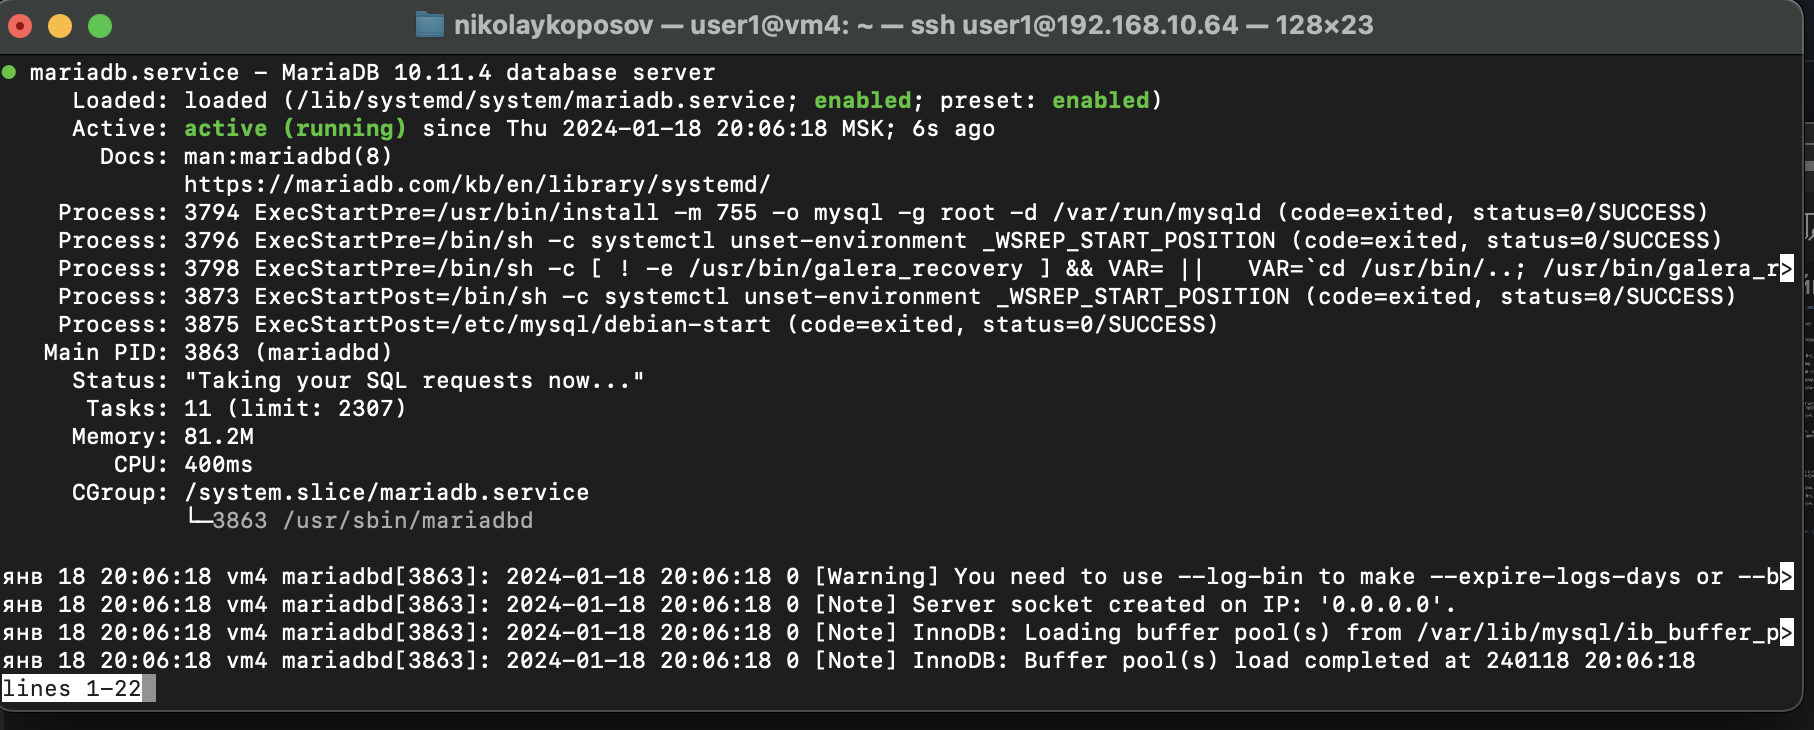 nikolaykoposov — user1@vm4: ~ — ssh user1@192.168.10.64 — 128×23
● mariadb.service – MariaDB 10.11.4 database server
Loaded: loaded (/lib/systemd/system/mariadb.service; enabled; preset: enabled)
Active: active (running) since Thu 2024-01-18 20:06:18 MSK; 6s ago
Docs: man:mariadbd(8)
https://mariadb.com/kb/en/library/systemd/
Process: 3794 ExecStartPre=/usr/bin/install -m 755 -o mysql -g root -d /var/run/mysqld (code=exited, status=0/SUCCESS)
Process: 3796 ExecStartPre=/bin/sh -c systemctl unset-environment _WSREP_START_POSITION (code=exited, status=0/SUCCESS)
Process: 3798 ExecStartPre=/bin/sh -c [ ! -e /usr/bin/galera_recovery ] && VAR= ||   VAR=`cd /usr/bin/..; /usr/bin/galera_r>
Process: 3873 ExecStartPost=/bin/sh -c systemctl unset-environment _WSREP_START_POSITION (code=exited, status=0/SUCCESS)
Process: 3875 ExecStartPost=/etc/mysql/debian-start (code=exited, status=0/SUCCESS)
Main PID: 3863 (mariadbd)
Status: "Taking your SQL requests now..."
Tasks: 11 (limit: 2307)
Memory: 81.2M
CPU: 400ms
CGroup: /system.slice/mariadb.service
└─3863 /usr/sbin/mariadbd
янв 18 20:06:18 vm4 mariadbd[3863]: 2024-01-18 20:06:18 0 [Warning] You need to use --log-bin to make --expire-logs-days or --b>
янв 18 20:06:18 vm4 mariadbd[3863]: 2024-01-18 20:06:18 0 [Note] Server socket created on IP: '0.0.0.0'.
янв 18 20:06:18 vm4 mariadbd[3863]: 2024-01-18 20:06:18 0 [Note] InnoDB: Loading buffer pool(s) from /var/lib/mysql/ib_buffer_p>
янв 18 20:06:18 vm4 mariadbd[3863]: 2024-01-18 20:06:18 0 [Note] InnoDB: Buffer pool(s) load completed at 240118 20:06:18
lines 1-22